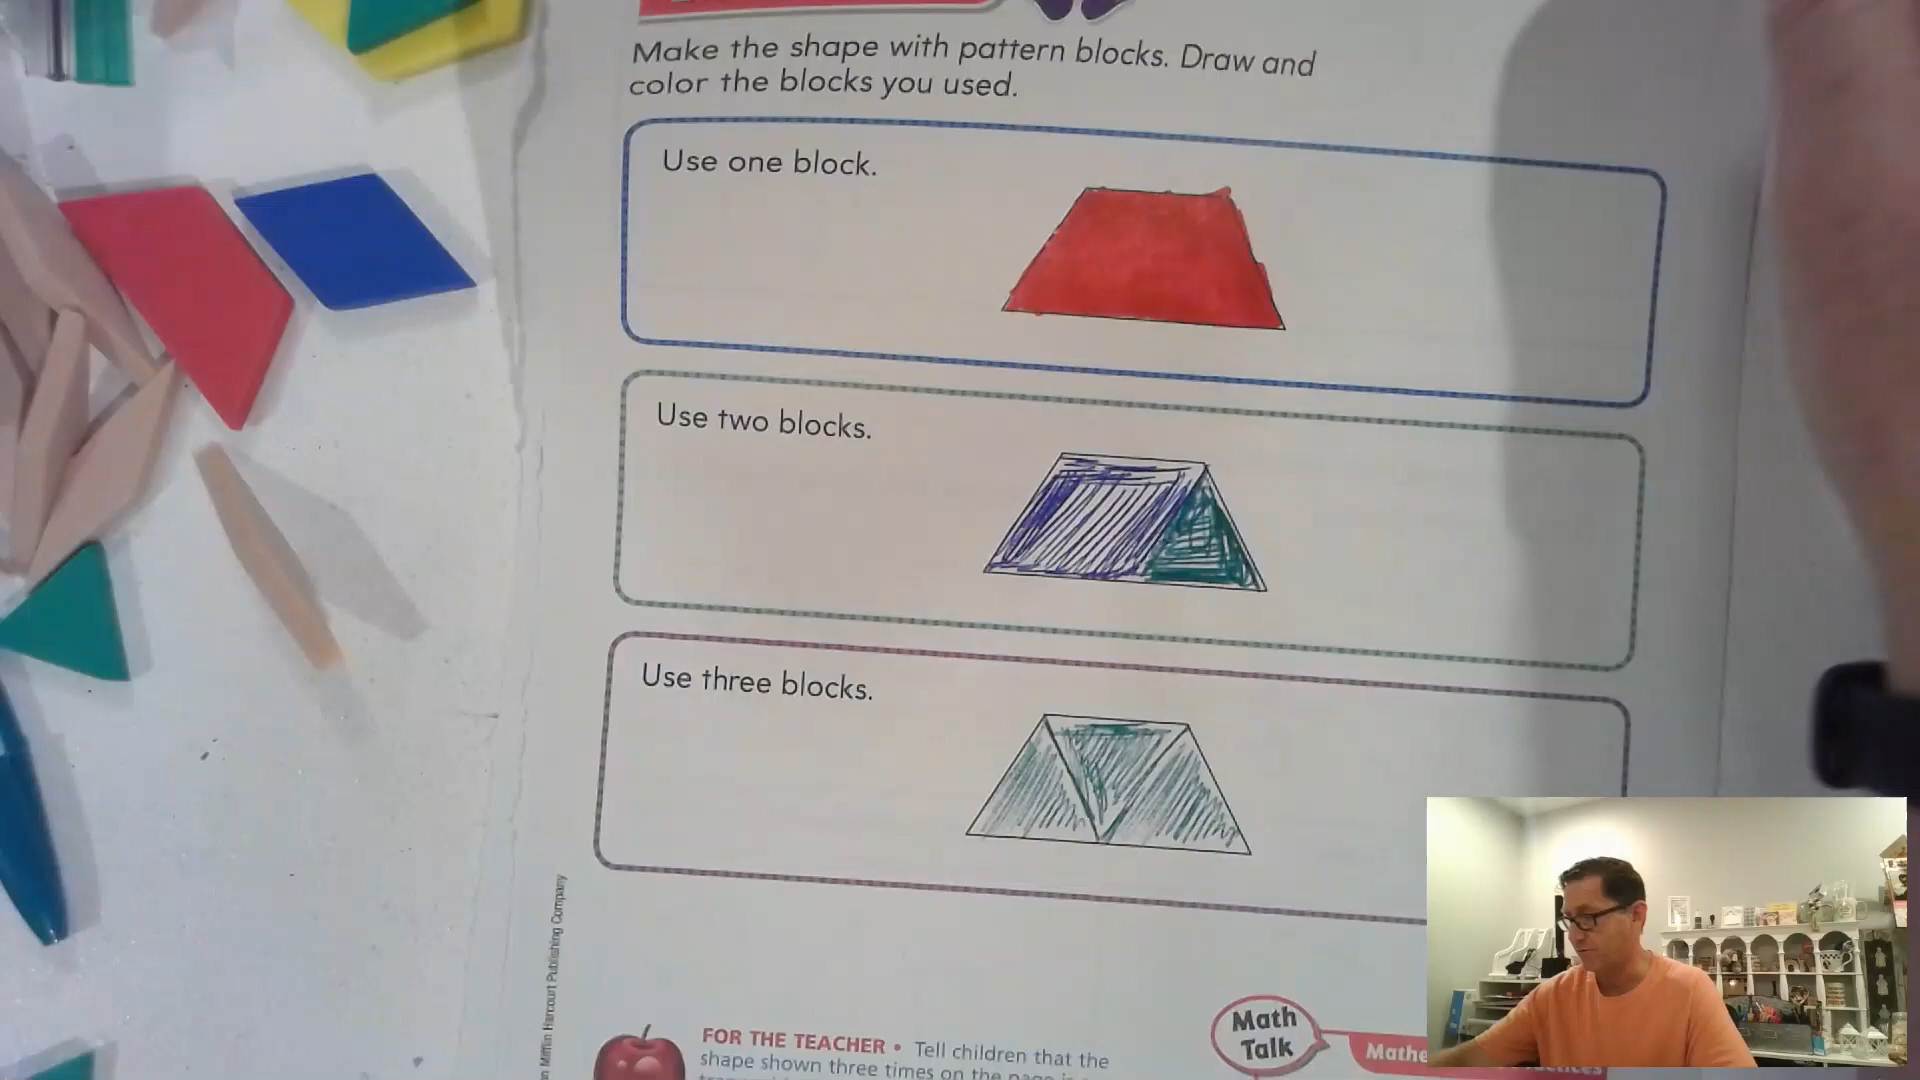 Make the shape with pattern blocks. Draw and
color the blocks you used.
Use one block.
Use two blocks.
Use three blocks.
Mifflin Harcourt Publishing Company
FOR THE TEACHER • Tell children that the
shape shown three times on the page is
Math
Talk